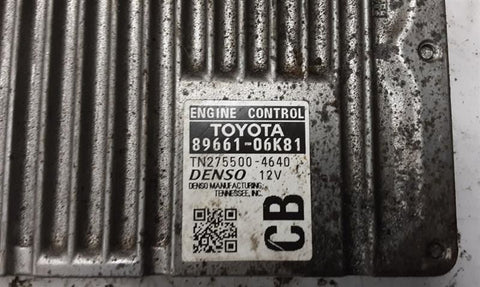 ENGINE CONTROL
TOYOTA
89661-06K81
TN275500-4640
DENSO 12V
DENSO MANUFACTURING
TENNESSEE, INC.
CB